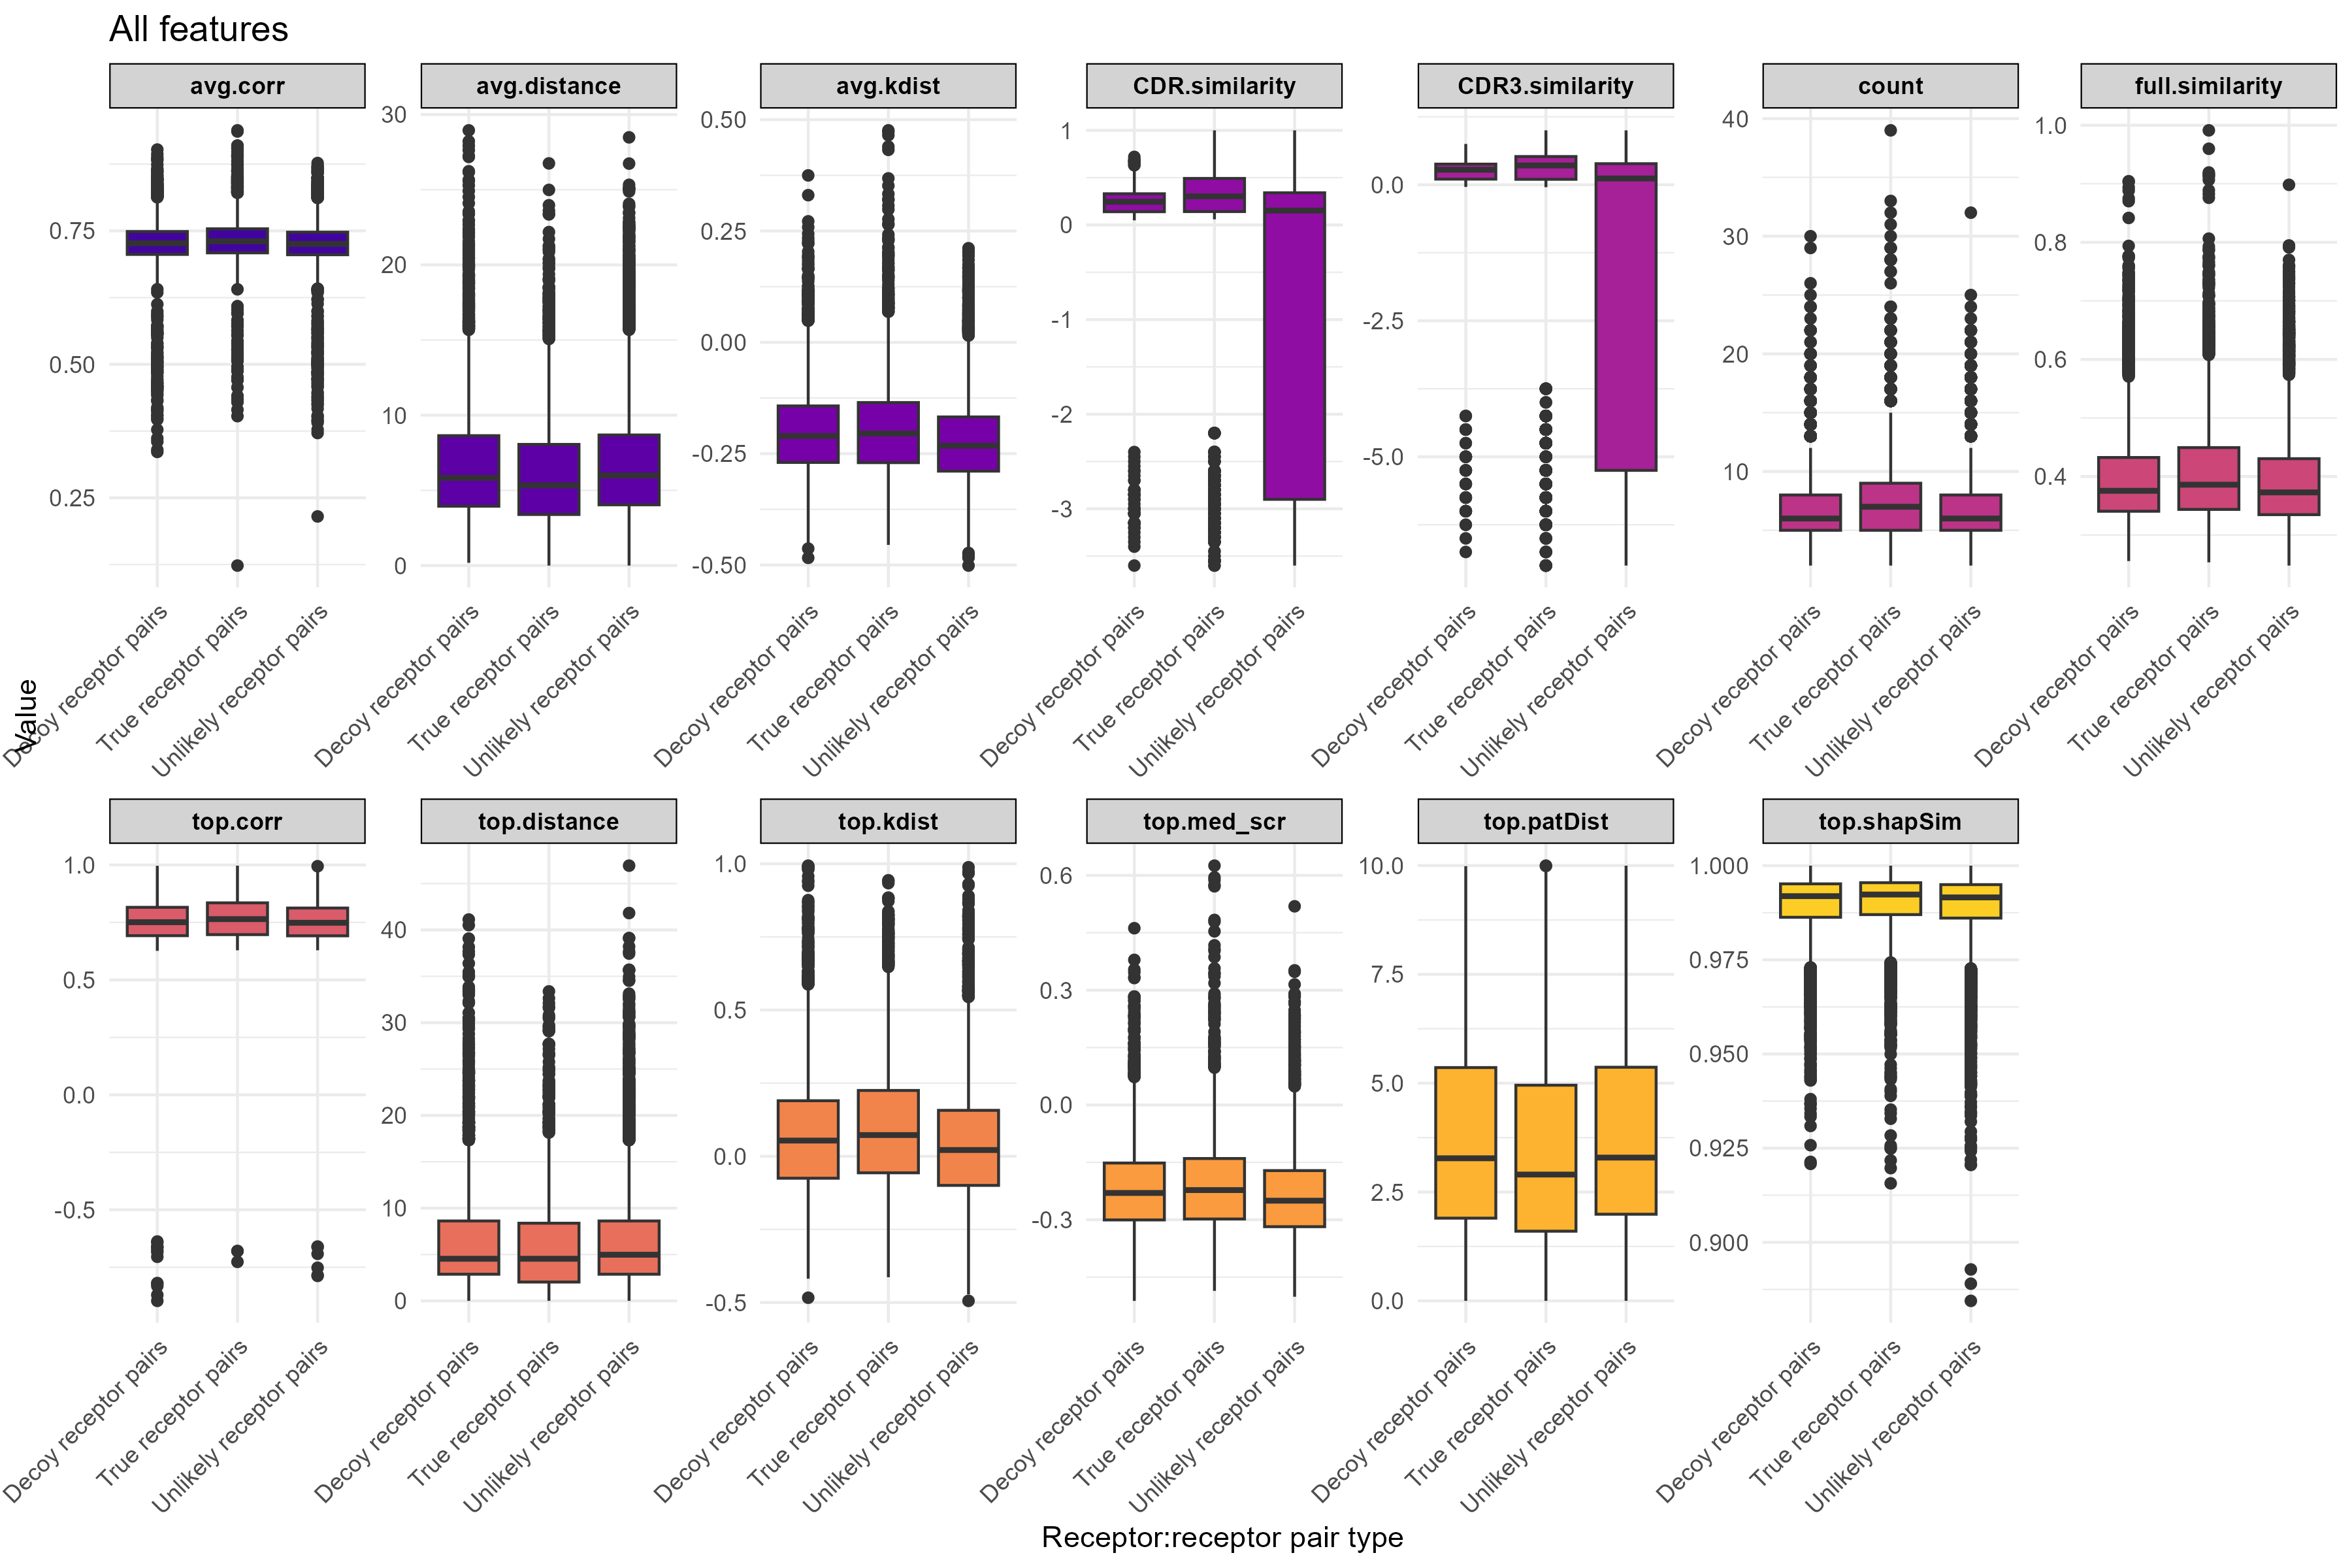 All features
avg.corr avg.distance avg.kdist CDR.similarity CDR3.similarity count full.similarity
0.75
0.50
0.25
30
20
10
0
0.50
0.25
0.00
-0.25
-0.50
1
0
-1
-2
-3
0.0
-2.5
-5.0
40
30
20
10
1.0
0.8
0.6
0.4
Decoy receptor pairs
True receptor pairs
Unlikely receptor pairs
Decoy receptor pairs
True receptor pairs
Unlikely receptor pairs
Decoy receptor pairs
True receptor pairs
Unlikely receptor pairs
Decoy receptor pairs
True receptor pairs
Unlikely receptor pairs
Decoy receptor pairs
True receptor pairs
Unlikely receptor pairs
Decoy receptor pairs
True receptor pairs
Unlikely receptor pairs
Decoy receptor pairs
True receptor pairs
Unlikely receptor pairs
Value
top.corr top.distance top.kdist top.med_scr top.patDist top.shapSim
1.0
0.5
0.0
-0.5
40
30
20
10
0
1.0
0.5
0.0
-0.5
0.6
0.3
0.0
-0.3
10.0
7.5
5.0
2.5
0.0
1.000
0.975
0.950
0.925
0.900
Decoy receptor pairs
True receptor pairs
Unlikely receptor pairs
Decoy receptor pairs
True receptor pairs
Unlikely receptor pairs
Decoy receptor pairs
True receptor pairs
Unlikely receptor pairs
Decoy receptor pairs
True receptor pairs
Unlikely receptor pairs
Decoy receptor pairs
True receptor pairs
Unlikely receptor pairs
Decoy receptor pairs
True receptor pairs
Unlikely receptor pairs
Receptor:receptor pair type